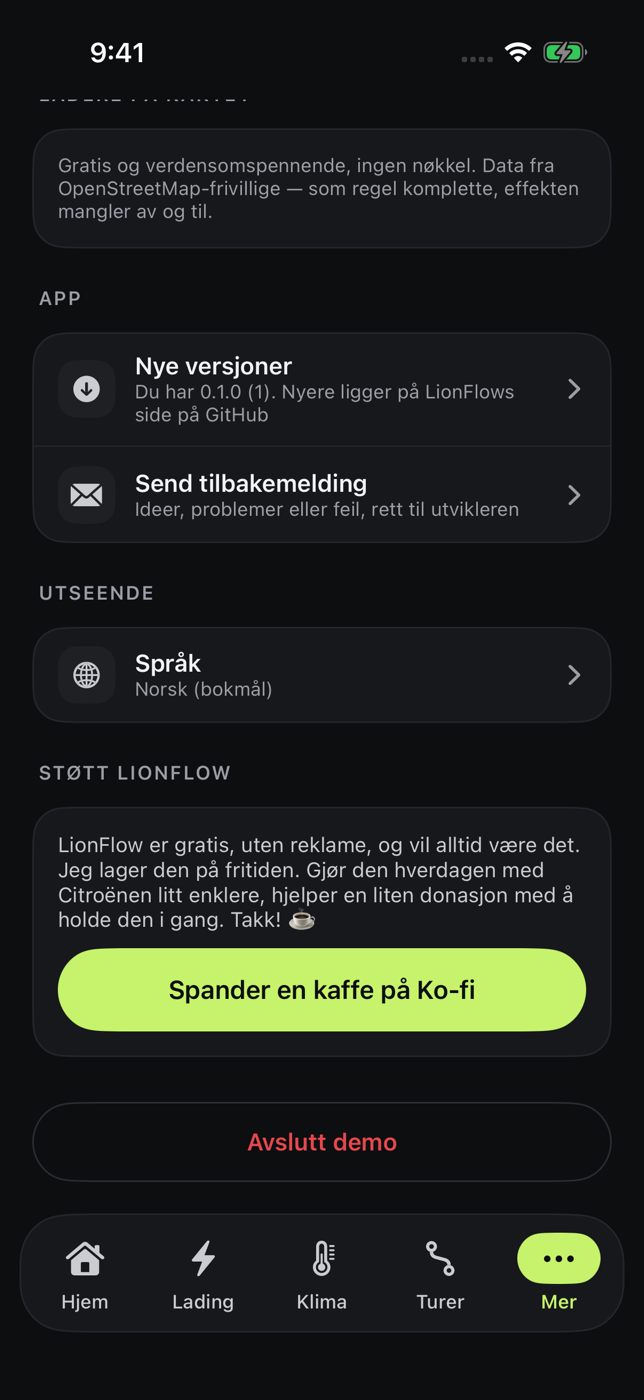 9:41
Gratis og verdensomspennende, ingen nøkkel. Data fra
OpenStreetMap-frivillige — som regel komplette, effekten
mangler av og til.
APP
Nye versjoner
Du har 0.1.0 (1). Nyere ligger på LionFlows
side på GitHub
Send tilbakemelding
Ideer, problemer eller feil, rett til utvikleren
UTSEENDE
Språk
Norsk (bokmål)
STØTT LIONFLOW
LionFlow er gratis, uten reklame, og vil alltid være det.
Jeg lager den på fritiden. Gjør den hverdagen med
Citroënen litt enklere, hjelper en liten donasjon med å
holde den i gang. Takk! ☕
Spander en kaffe på Ko-fi
Avslutt demo
Hjem
Lading
Klima
Turer
Mer